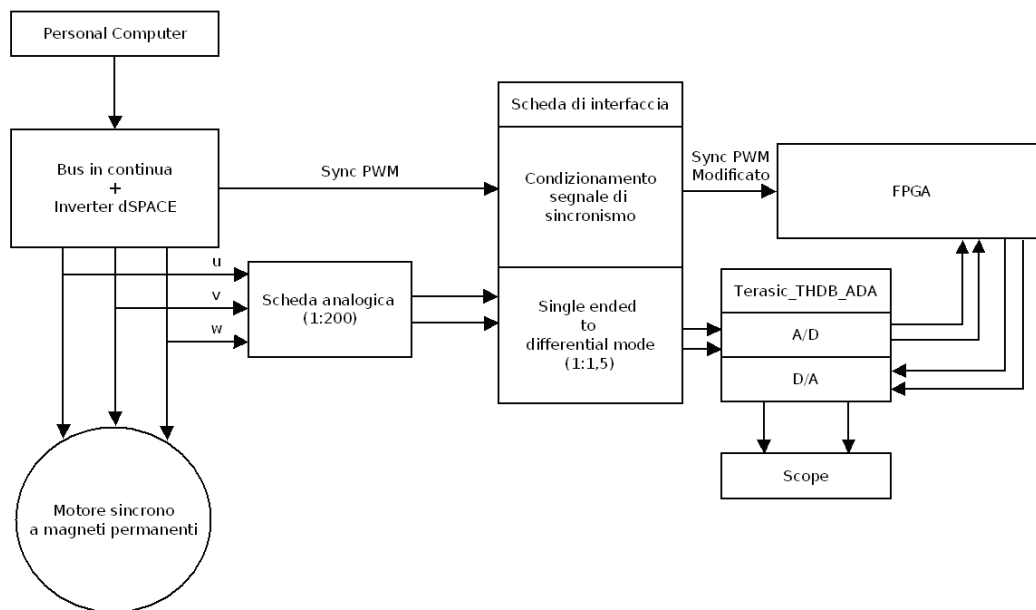 Personal Computer
Bus in continua
+
Inverter dSPACE
Sync PWM
Scheda di interfaccia
Condizionamento
segnale di
sincronismo
Sync PWM
Modificato
FPGA
u
v
w
Scheda analogica
(1:200)
Single ended
to
differential mode
(1:1,5)
Terasic_THDB_ADA
A/D
D/A
Scope
Motore sincrono
a magneti permanenti